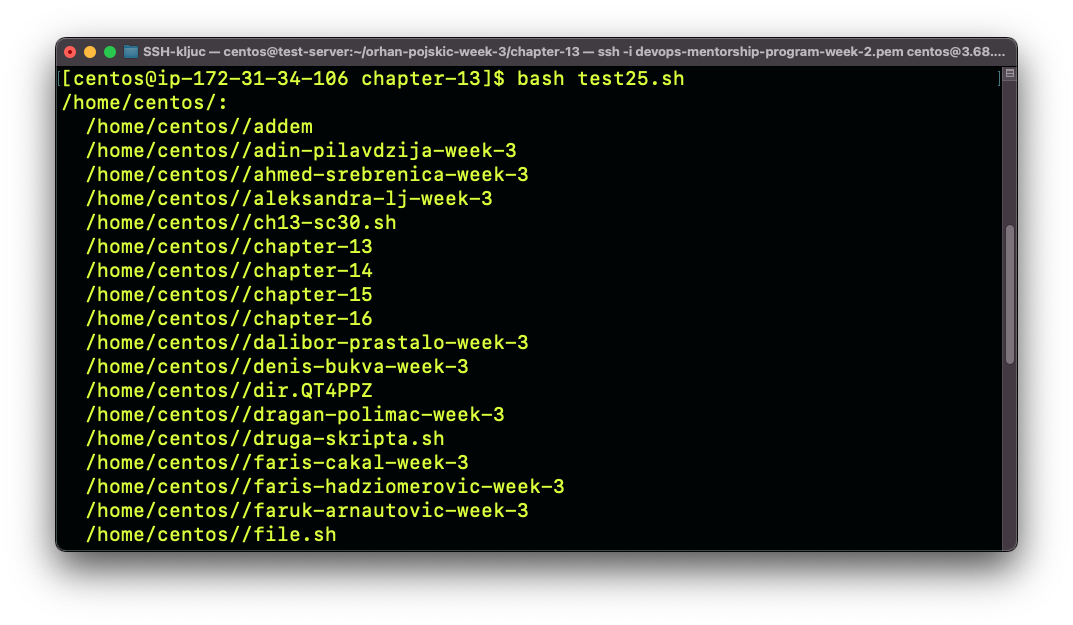 SSH-kljuc — centos@test-server:~/orhan-pojskic-week-3/chapter-13 — ssh -i devops-mentorship-program-week-2.pem centos@3.68....
[[centos@ip-172-31-34-106 chapter-13]$ bash test25.sh ]
/home/centos/:
  /home/centos//addem
  /home/centos//adin-pilavdzija-week-3
  /home/centos//ahmed-srebrenica-week-3
  /home/centos//aleksandra-lj-week-3
  /home/centos//ch13-sc30.sh
  /home/centos//chapter-13
  /home/centos//chapter-14
  /home/centos//chapter-15
  /home/centos//chapter-16
  /home/centos//dalibor-prastalo-week-3
  /home/centos//denis-bukva-week-3
  /home/centos//dir.QT4PPZ
  /home/centos//dragan-polimac-week-3
  /home/centos//druga-skripta.sh
  /home/centos//faris-cakal-week-3
  /home/centos//faris-hadziomerovic-week-3
  /home/centos//faruk-arnautovic-week-3
  /home/centos//file.sh